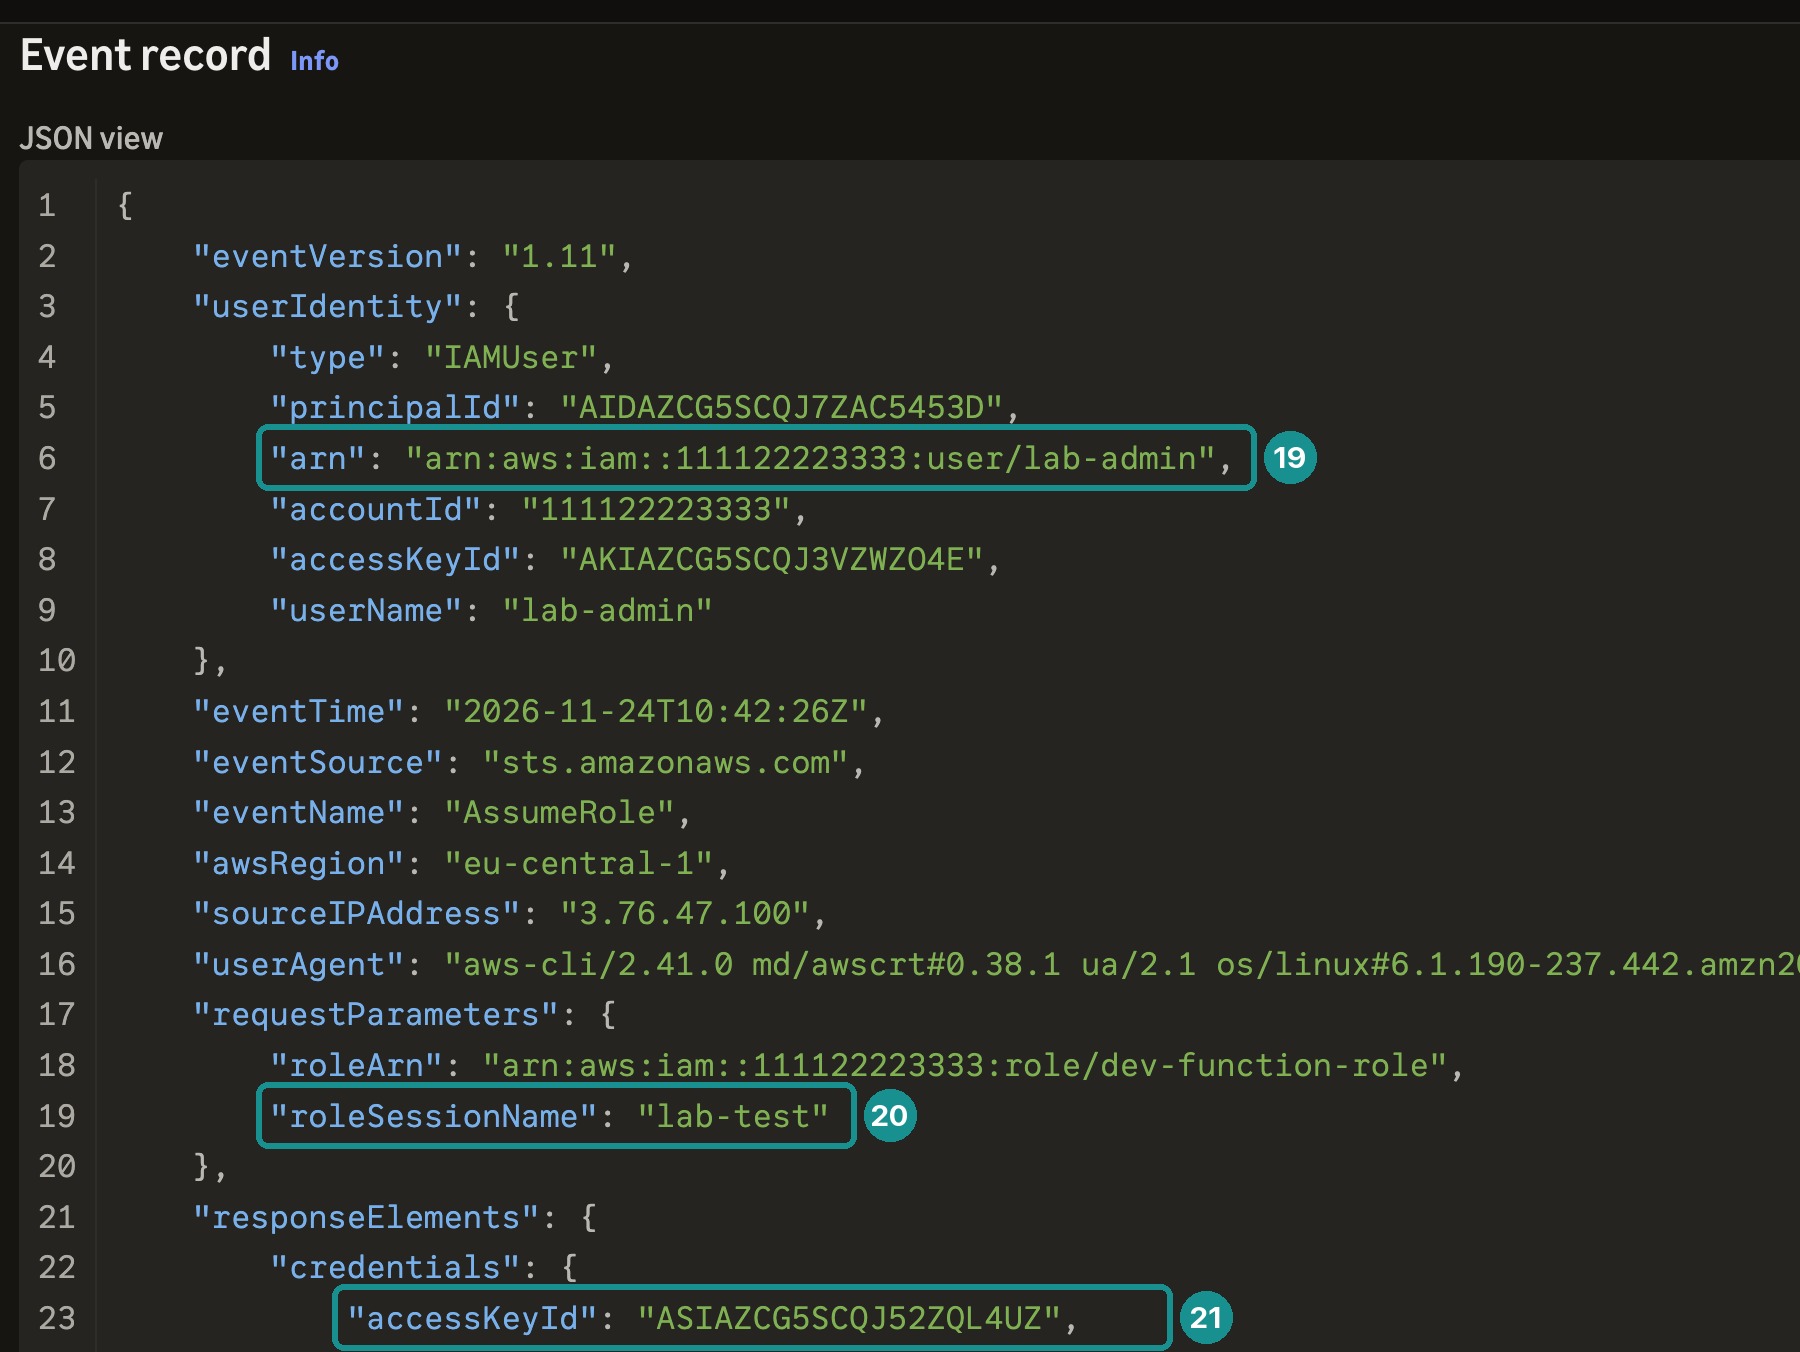 Event record Info
JSON view
1 {
2 "eventVersion": "1.11",
3 "userIdentity": {
4 "type": "IAMUser",
5 "principalId": "AIDAZCG5SCQJ7ZAC5453D",
6 "arn": "arn:aws:iam::111122223333:user/lab-admin", 19
7 "accountId": "111122223333",
8 "accessKeyId": "AKIAZCG5SCQJ3VZWZO4E",
9 "userName": "lab-admin"
10 },
11 "eventTime": "2026-11-24T10:42:26Z",
12 "eventSource": "sts.amazonaws.com",
13 "eventName": "AssumeRole",
14 "awsRegion": "eu-central-1",
15 "sourceIPAddress": "3.76.47.100",
16 "userAgent": "aws-cli/2.41.0 md/awscrt#0.38.1 ua/2.1 os/linux#6.1.190-237.442.amzn20
17 "requestParameters": {
18 "roleArn": "arn:aws:iam::111122223333:role/dev-function-role",
19 "roleSessionName": "lab-test" 20
20 },
21 "responseElements": {
22 "credentials": {
23 "accessKeyId": "ASIAZCG5SCQJ52ZQL4UZ", 21